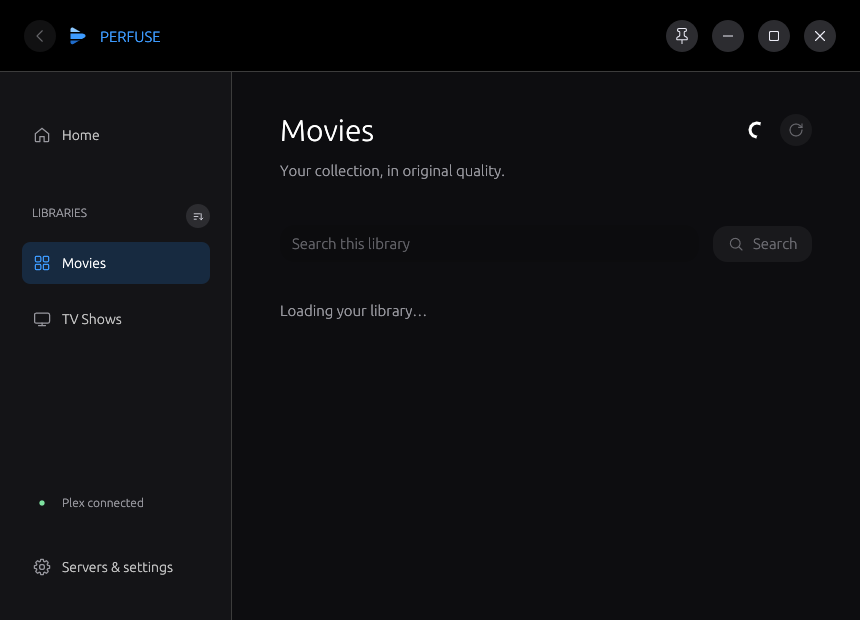 PERFUSE
Home
LIBRARIES
Movies
TV Shows
Plex connected
Servers & settings
Movies
Your collection, in original quality.
Search this library
Search
Loading your library…